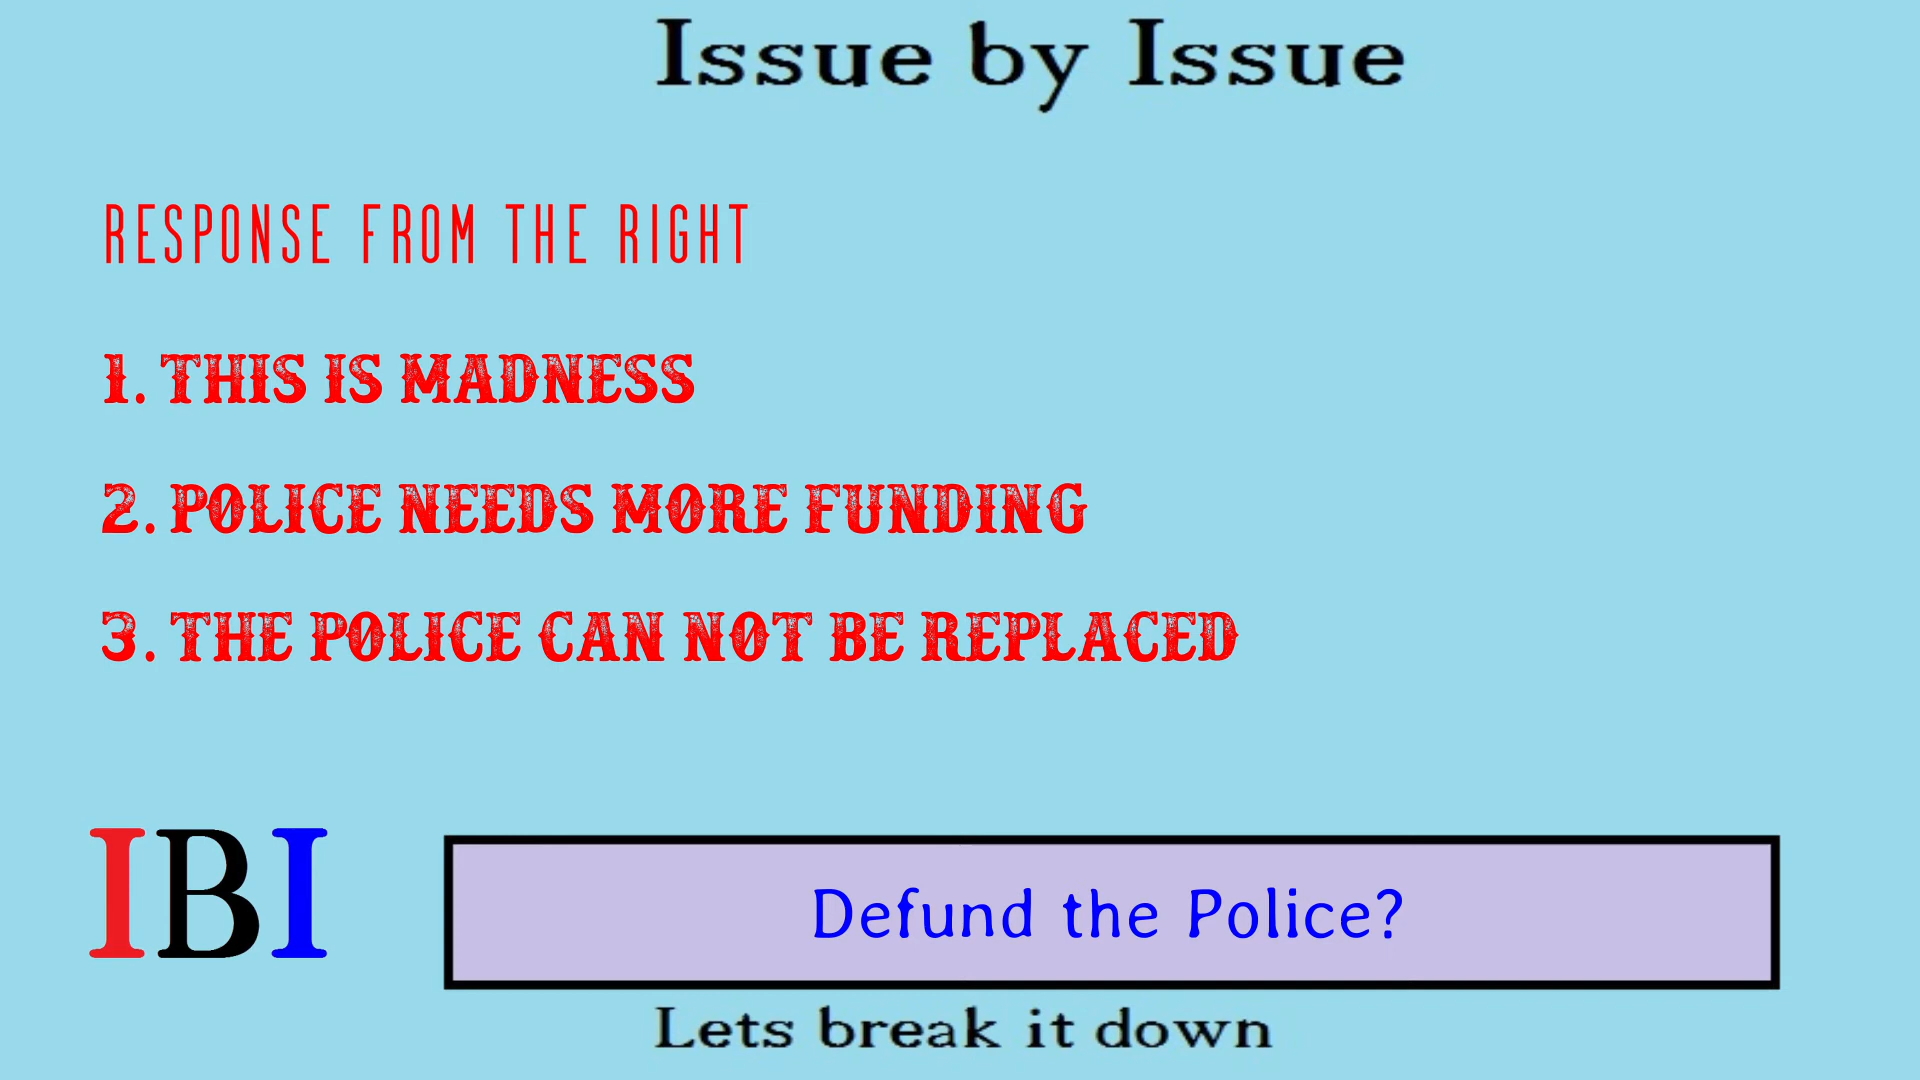 Issue by Issue
RESPONSE FROM THE RIGHT
1. THIS IS MADNESS
2. POLICE NEEDS MORE FUNDING
3. THE POLICE CAN NOT BE REPLACED
IBI
Defund the Police?
Lets break it down